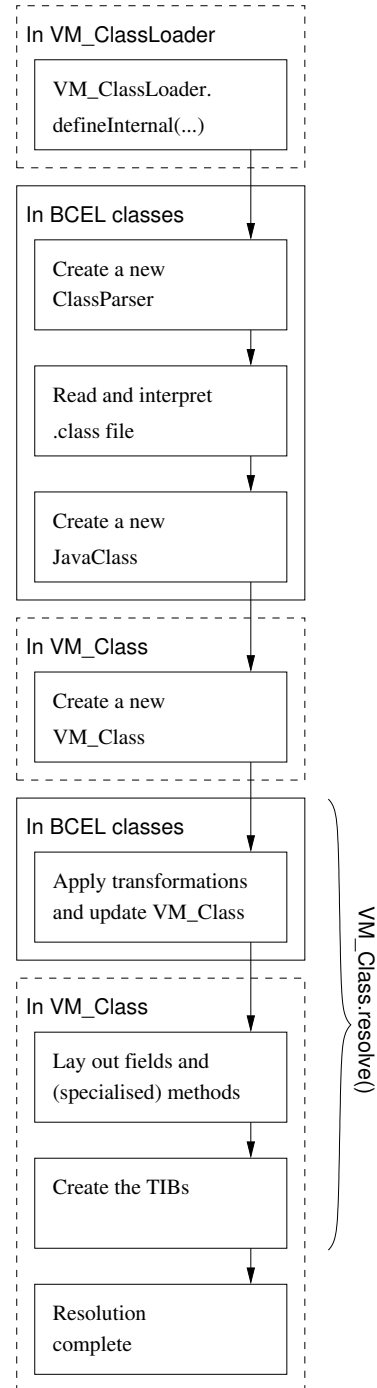 In VM_ClassLoader
VM_ClassLoader.
defineInternal(...)
In BCEL classes
Create a new
ClassParser
Read and interpret
.class file
Create a new
JavaClass
In VM_Class
Create a new
VM_Class
In BCEL classes
Apply transformations
and update VM_Class
VM_Class.resolve()
In VM_Class
Lay out fields and
(specialised) methods
Create the TIBs
Resolution
complete